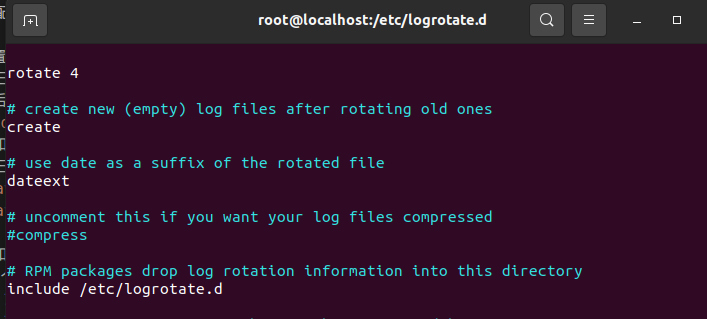 root@localhost:/etc/logrotate.d
rotate 4
# create new (empty) log files after rotating old ones
create
# use date as a suffix of the rotated file
dateext
# uncomment this if you want your log files compressed
#compress
# RPM packages drop log rotation information into this directory
include /etc/logrotate.d